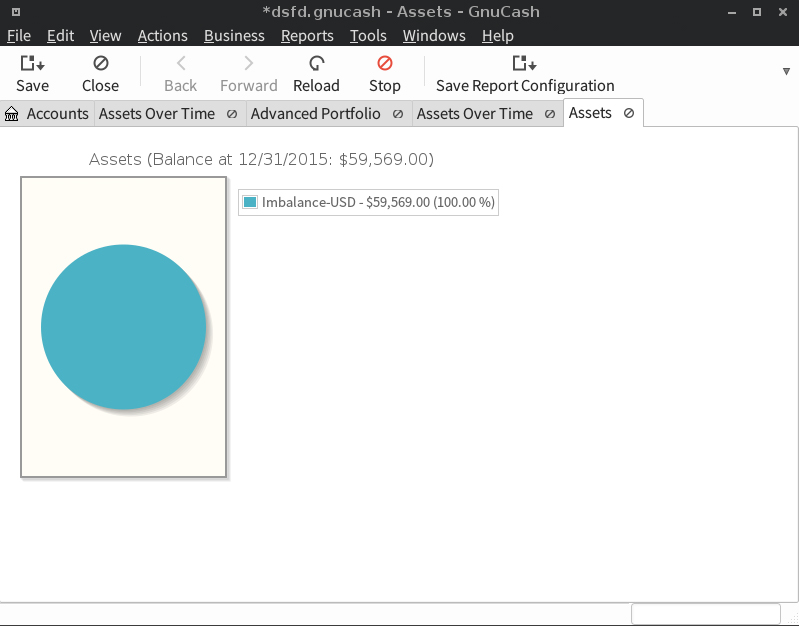 *dsfd.gnucash - Assets - GnuCash
File Edit View Actions Business Reports Tools Windows Help
Save Close Back Forward Reload Stop Save Report Configuration
Accounts Assets Over Time Advanced Portfolio Assets Over Time Assets
Assets (Balance at 12/31/2015: $59,569.00)
Imbalance-USD - $59,569.00 (100.00 %)